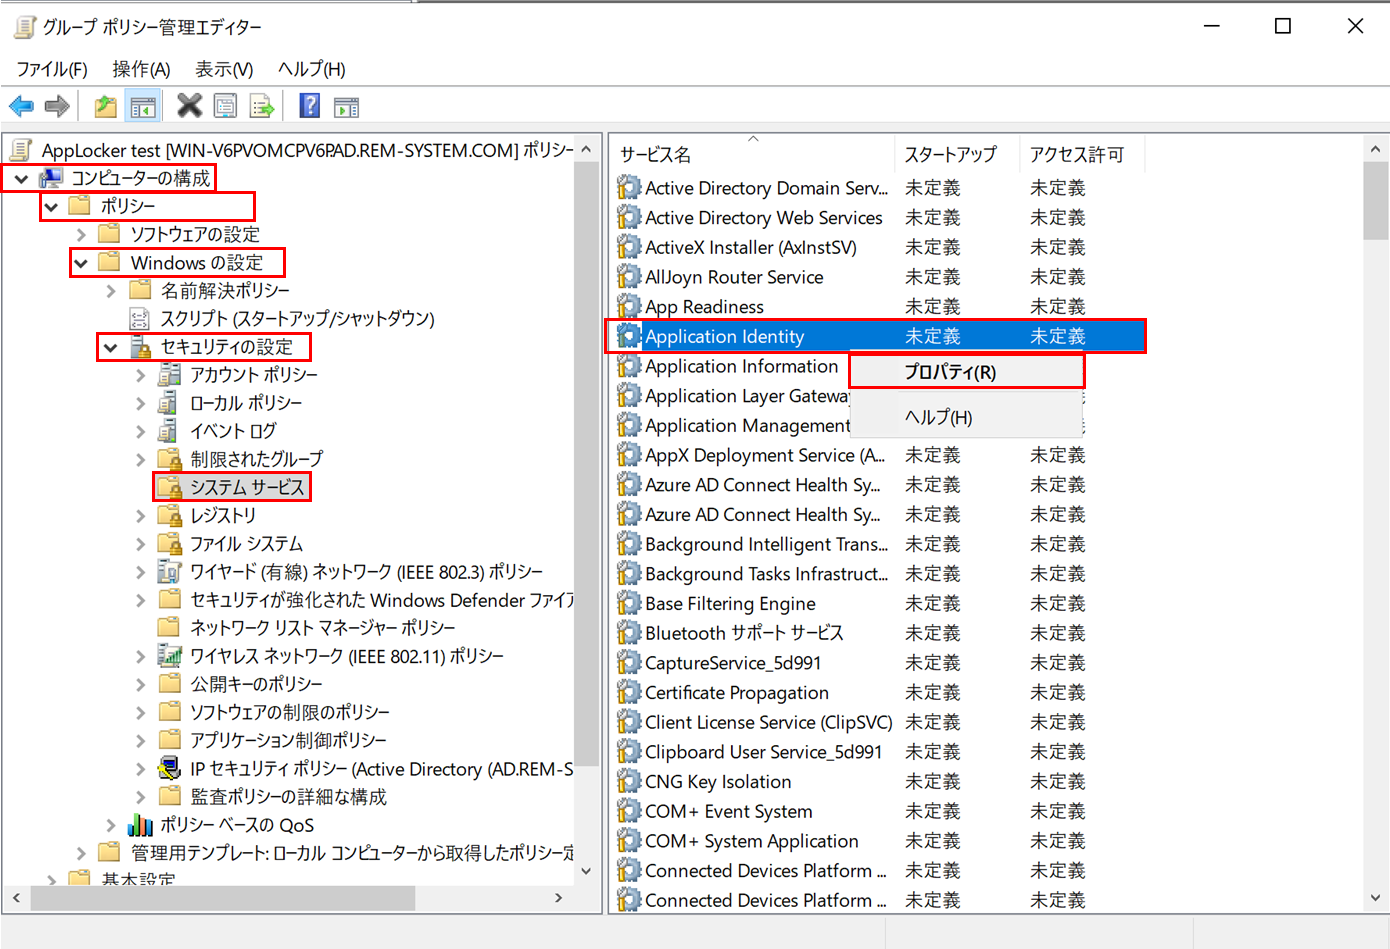 グループ ポリシー管理エディター
ファイル(F) 操作(A) 表示(V) ヘルプ(H)
AppLocker test [WIN-V6PVOMCPV6P.AD.REM-SYSTEM.COM] ポリシー
コンピューターの構成
ポリシー
ソフトウェアの設定
Windows の設定
名前解決ポリシー
スクリプト (スタートアップ/シャットダウン)
セキュリティの設定
アカウント ポリシー
ローカル ポリシー
イベント ログ
制限されたグループ
システム サービス
レジストリ
ファイル システム
ワイヤード (有線) ネットワーク (IEEE 802.3) ポリシー
セキュリティが強化された Windows Defender ファイア
ネットワーク リスト マネージャー ポリシー
ワイヤレス ネットワーク (IEEE 802.11) ポリシー
公開キーのポリシー
ソフトウェアの制限のポリシー
アプリケーション制御ポリシー
IP セキュリティ ポリシー (Active Directory (AD.REM-S
監査ポリシーの詳細な構成
ポリシー ベースの QoS
管理用テンプレート: ローカル コンピューターから取得したポリシー定
基本設定
サービス名 スタートアップ アクセス許可
Active Directory Domain Serv... 未定義 未定義
Active Directory Web Services 未定義 未定義
ActiveX Installer (AxInstSV) 未定義 未定義
AllJoyn Router Service 未定義 未定義
App Readiness 未定義 未定義
Application Identity 未定義 未定義
Application Information
プロパティ(R)
Application Layer Gateway
ヘルプ(H)
Application Management
AppX Deployment Service (A... 未定義 未定義
Azure AD Connect Health Sy... 未定義 未定義
Azure AD Connect Health Sy... 未定義 未定義
Background Intelligent Trans... 未定義 未定義
Background Tasks Infrastruct... 未定義 未定義
Base Filtering Engine 未定義 未定義
Bluetooth サポート サービス 未定義 未定義
CaptureService_5d991 未定義 未定義
Certificate Propagation 未定義 未定義
Client License Service (ClipSVC) 未定義 未定義
Clipboard User Service_5d991 未定義 未定義
CNG Key Isolation 未定義 未定義
COM+ Event System 未定義 未定義
COM+ System Application 未定義 未定義
Connected Devices Platform ... 未定義 未定義
Connected Devices Platform ... 未定義 未定義